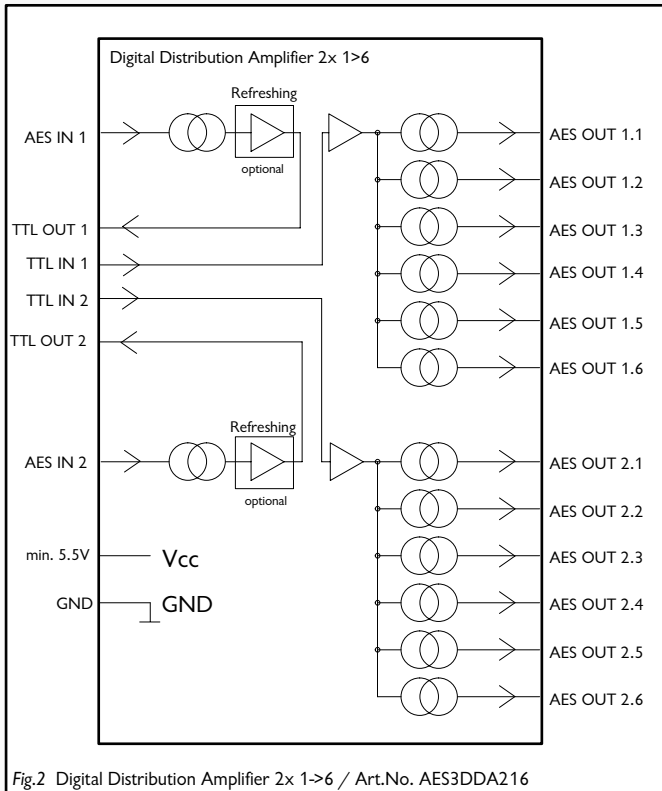 Digital Distribution Amplifier 2x 1>6
Refreshing
AES IN 1
optional
TTL OUT 1
TTL IN 1
TTL IN 2
TTL OUT 2
Refreshing
AES IN 2
optional
min. 5.5V
Vcc
GND
GND
AES OUT 1.1
AES OUT 1.2
AES OUT 1.3
AES OUT 1.4
AES OUT 1.5
AES OUT 1.6
AES OUT 2.1
AES OUT 2.2
AES OUT 2.3
AES OUT 2.4
AES OUT 2.5
AES OUT 2.6
Fig.2 Digital Distribution Amplifier 2x 1->6 / Art.No. AES3DDA216